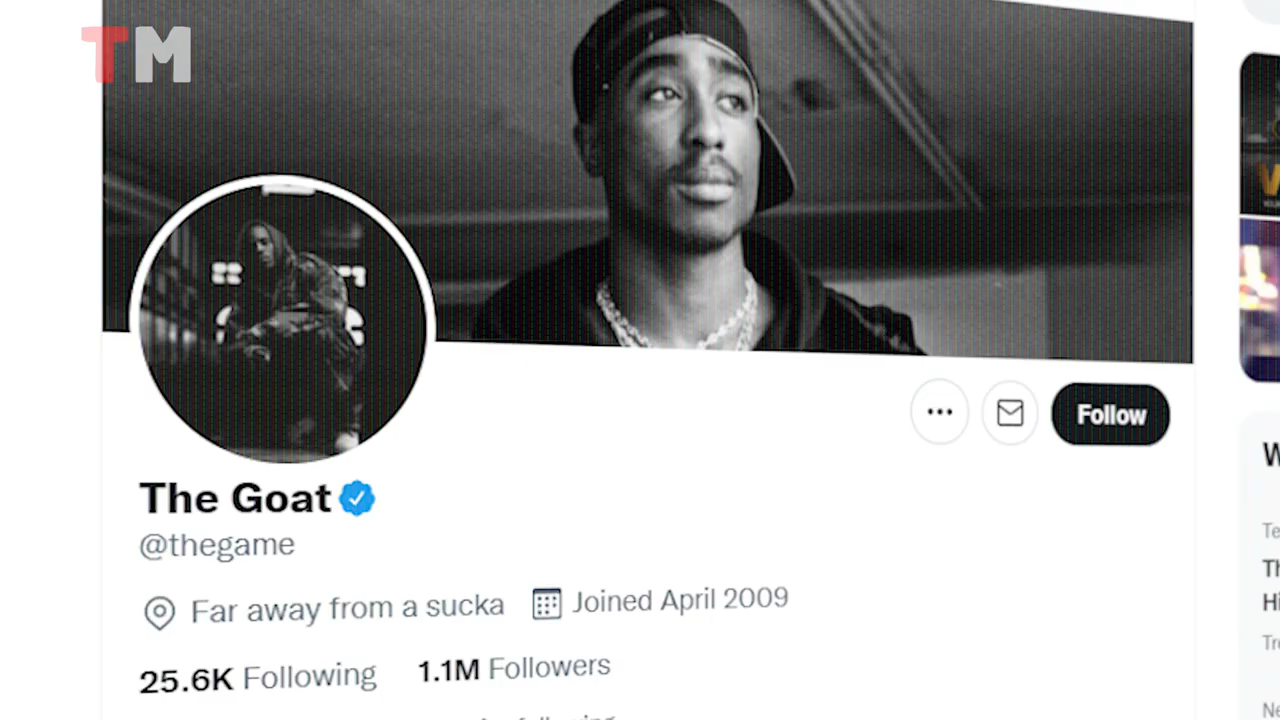 TM
The Goat
@thegame
Far away from a sucka Joined April 2009
25.6K Following 1.1M Followers
Follow
W